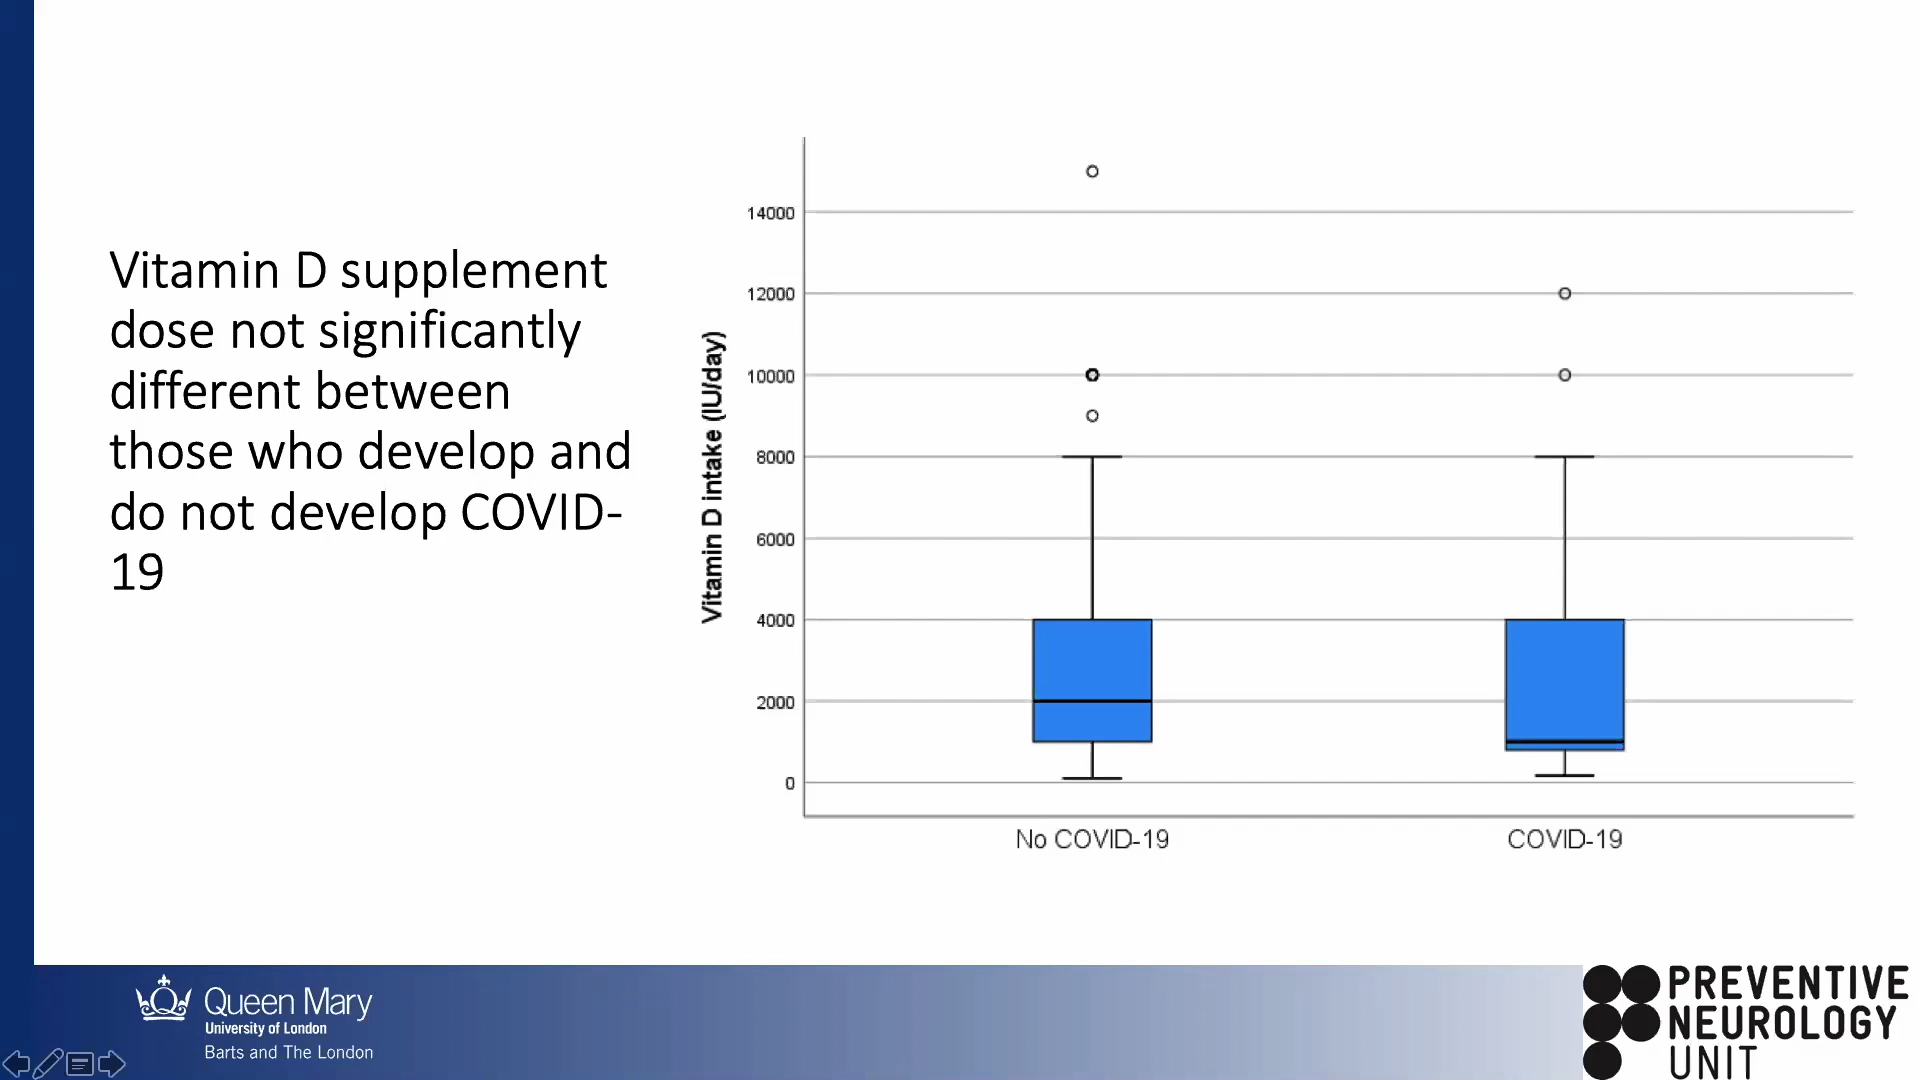 Vitamin D supplement
dose not significantly
different between
those who develop and
do not develop COVID-
19
Vitamin D intake (IU/day)
14000
12000
10000
8000
6000
4000
2000
0
No COVID-19
COVID-19
Queen Mary
University of London
Barts and The London
PREVENTIVE
NEUROLOGY
UNIT